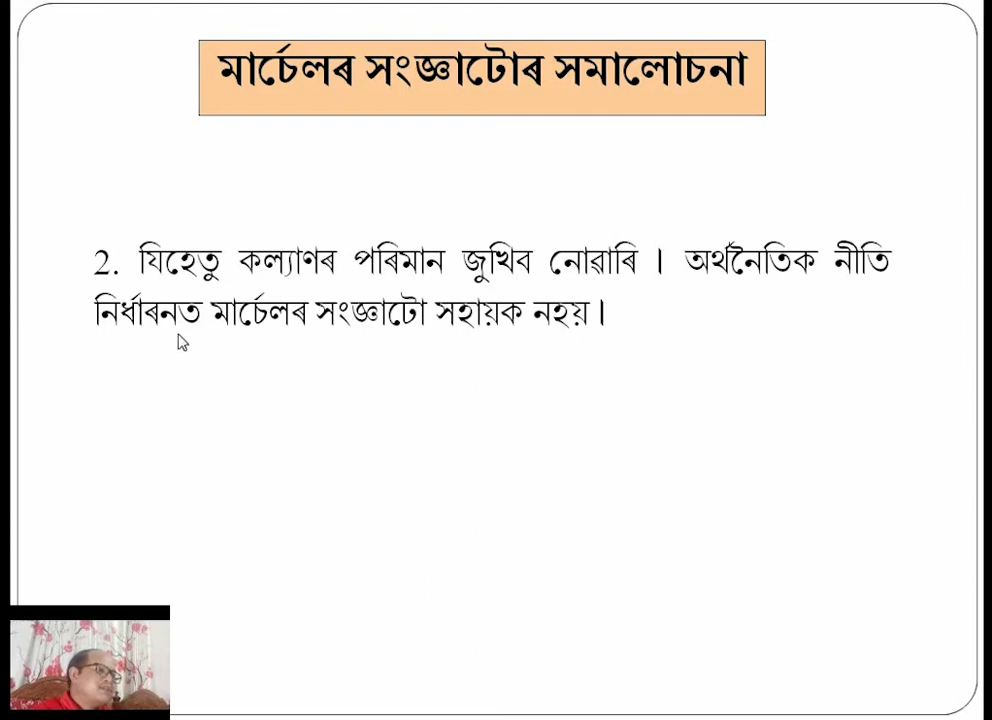 মাৰ্চেলৰ সংজ্ঞাটোৰ সমালোচনা
2. যিহেতু কল্যাণৰ পৰিমান জুখিব নোৱাৰি । অৰ্থনৈতিক নীতি
নিৰ্ধাৰনত মাৰ্চেলৰ সংজ্ঞাটো সহায়ক নহয়।